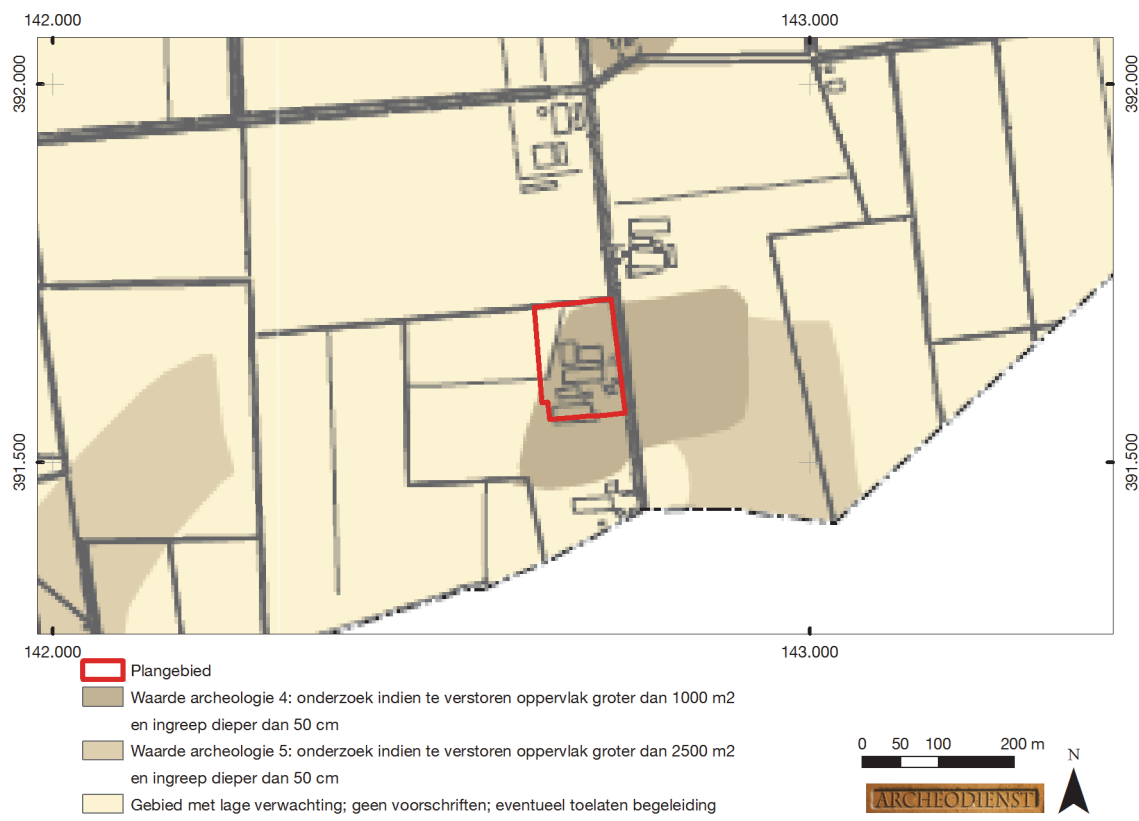 142.000
143.000
392.000
392.000
391.500
391.500
142.000
143.000
Plangebied
Waarde archeologie 4: onderzoek indien te verstoren oppervlak groter dan 1000 m2
en ingreep dieper dan 50 cm
Waarde archeologie 5: onderzoek indien te verstoren oppervlak groter dan 2500 m2
en ingreep dieper dan 50 cm
Gebied met lage verwachting; geen voorschriften; eventueel toelaten begeleiding
0 50 100 200 m
N
ARCHEODIENST